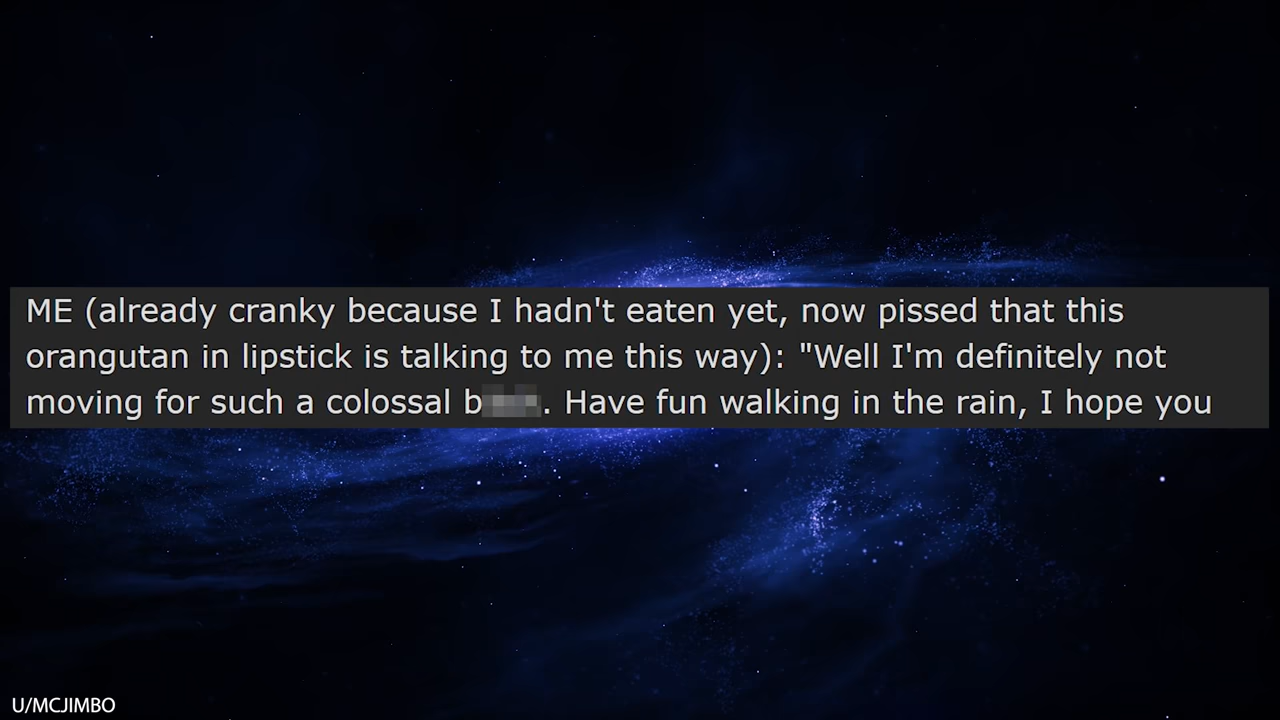 ME (already cranky because I hadn't eaten yet, now pissed that this
orangutan in lipstick is talking to me this way): "Well I'm definitely not
moving for such a colossal b. Have fun walking in the rain, I hope you
U/MCJIMBO